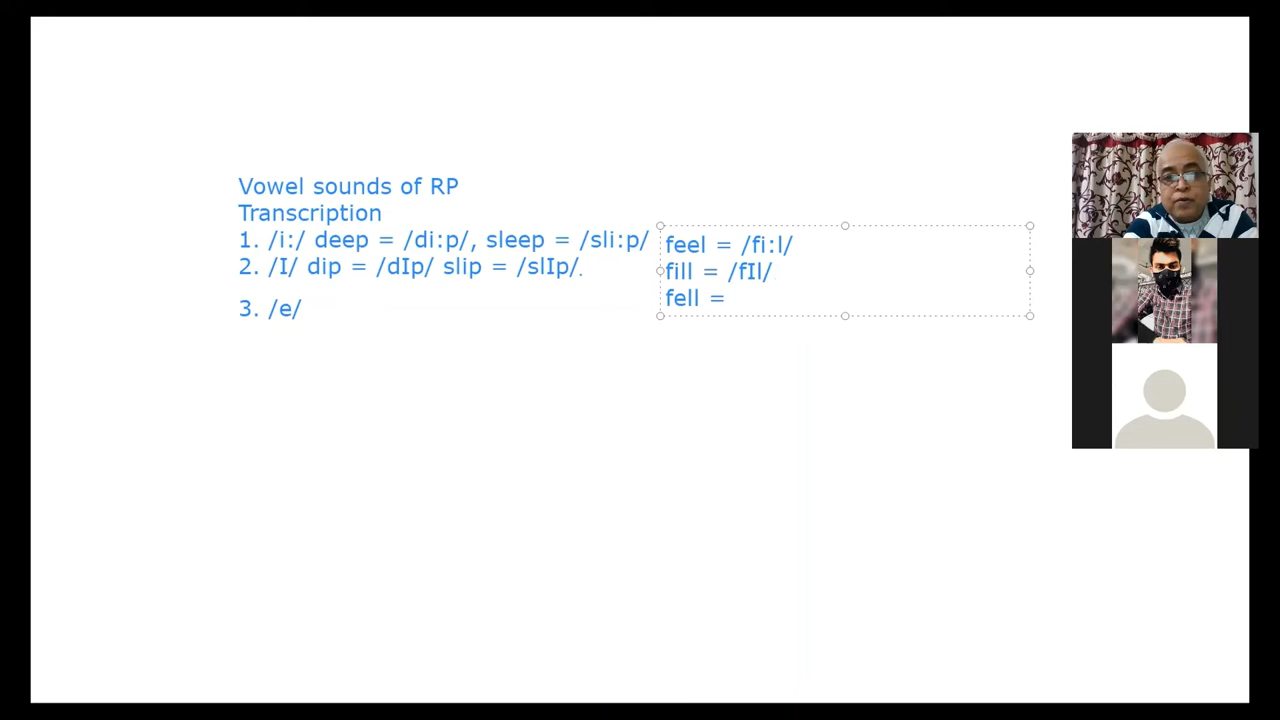 Vowel sounds of RP
Transcription
1. /i:/ deep = /di:p/, sleep = /sli:p/
2. /I/ dip = /dIp/ slip = /slIp/.
3. /e/
feel = /fi:l/
fill = /fIl/
fell =